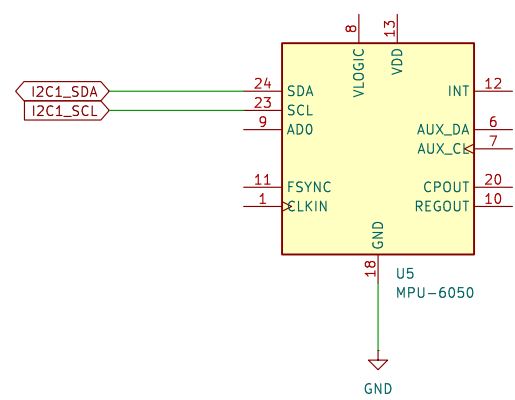 8
13
VLOGIC
VDD
I2C1_SDA
24
SDA
INT
12
I2C1_SCL
23
SCL
9
AD0
AUX_DA
6
AUX_CL
7
11
FSYNC
CPOUT
20
1
CLKIN
REGOUT
10
GND
18
U5
MPU-6050
GND